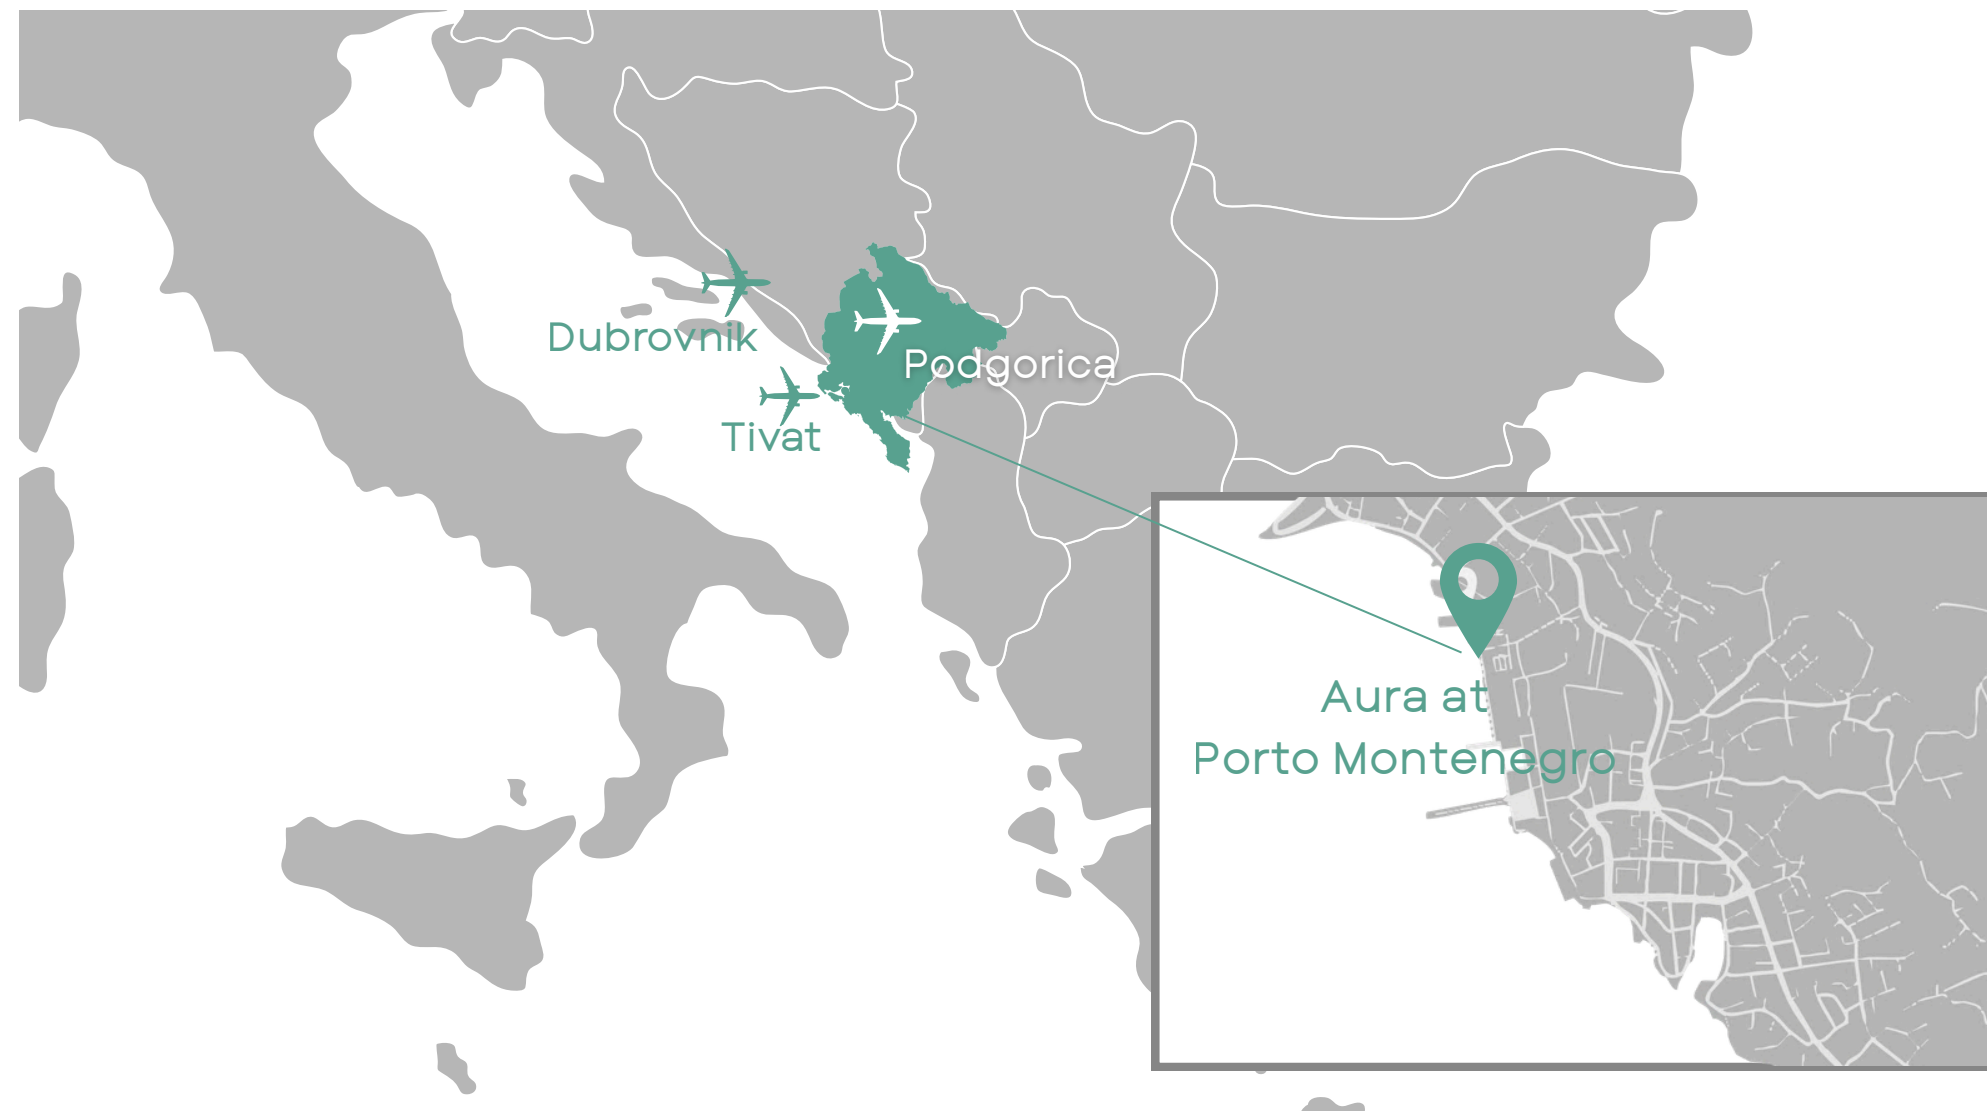 Dubrovnik
Podgorica
Tivat
Aura at
Porto Montenegro